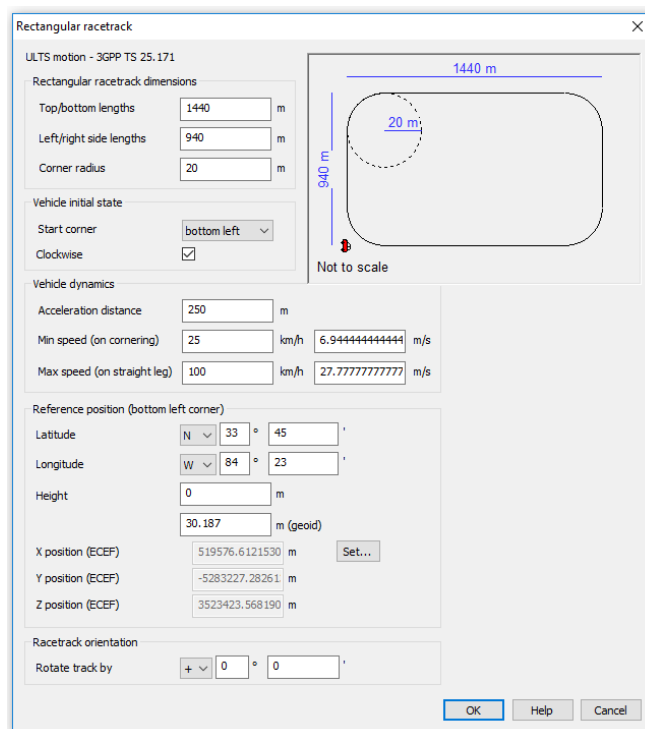 Rectangular racetrack
ULTS motion - 3GPP TS 25.171
Rectangular racetrack dimensions
Top/bottom lengths 1440 m
Left/right side lengths 940 m
Corner radius 20 m
1440 m
20 m
940 m
Not to scale
Vehicle initial state
Start corner bottom left
Clockwise
Vehicle dynamics
Acceleration distance 250 m
Min speed (on cornering) 25 km/h 6.944444444444 m/s
Max speed (on straight leg) 100 km/h 27.77777777777 m/s
Reference position (bottom left corner)
Latitude N 33 ° 45 '
Longitude W 84 ° 23 '
Height 0 m
30.187 m (geoid)
X position (ECEF) 519576.6121530 m Set...
Y position (ECEF) -5283227.28261 m
Z position (ECEF) 3523423.568190 m
Racetrack orientation
Rotate track by + 0 ° 0 '
OK Help Cancel